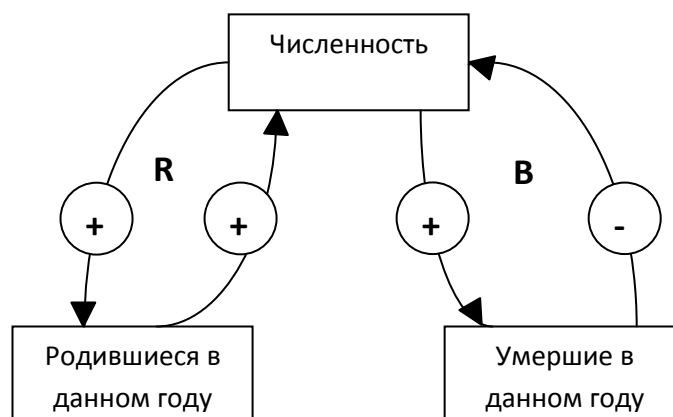 Численность
R
B
+
+
+
-
Родившиеся в
данном году
Умершие в
данном году